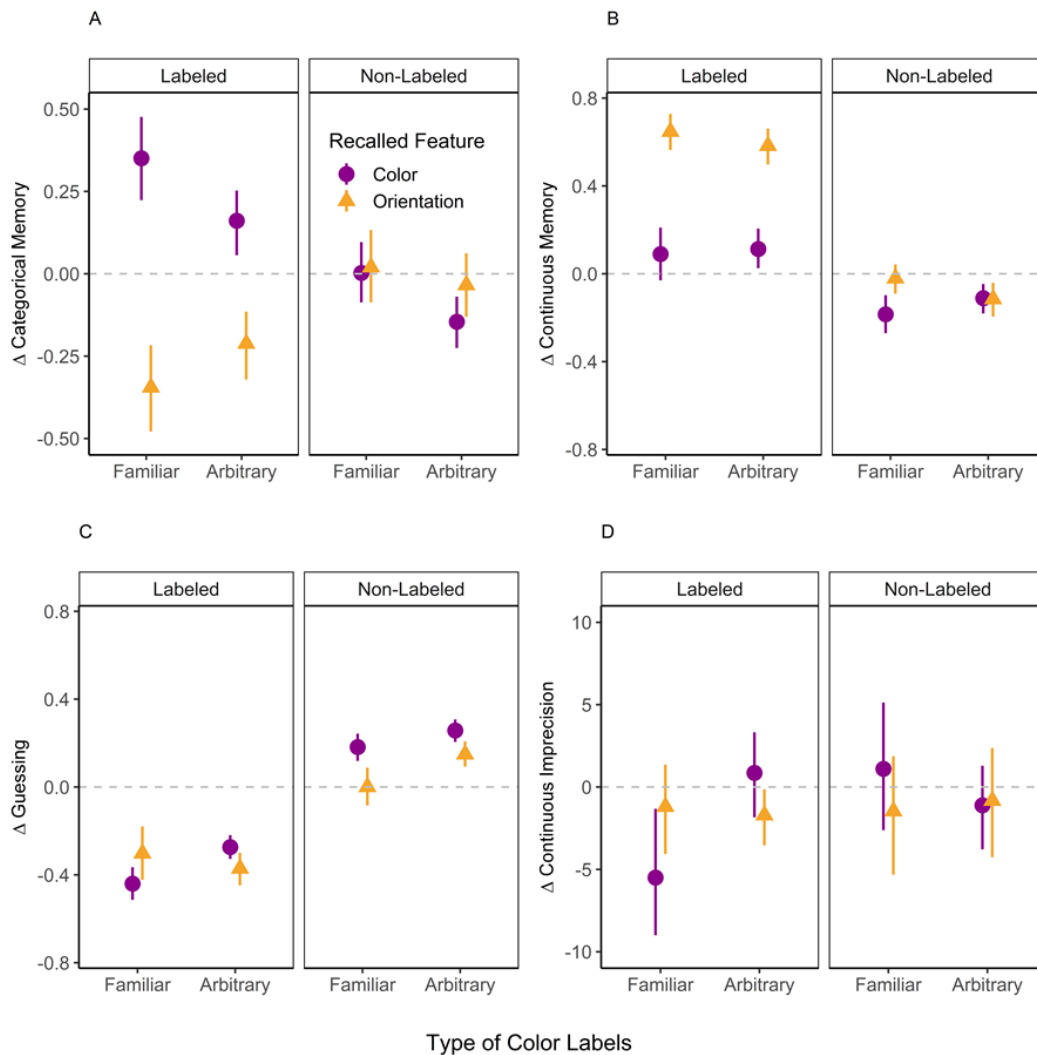 A
B
Labeled Non-Labeled
Labeled Non-Labeled
Δ Categorical Memory
0.50
0.25
0.00
-0.25
-0.50
Recalled Feature
Color
Orientation
Familiar Arbitrary Familiar Arbitrary
Δ Continuous Memory
0.8
0.4
0.0
-0.4
-0.8
Familiar Arbitrary Familiar Arbitrary
C
D
Labeled Non-Labeled
Labeled Non-Labeled
Δ Guessing
0.8
0.4
0.0
-0.4
-0.8
Familiar Arbitrary Familiar Arbitrary
Δ Continuous Imprecision
10
5
0
-5
-10
Familiar Arbitrary Familiar Arbitrary
Type of Color Labels